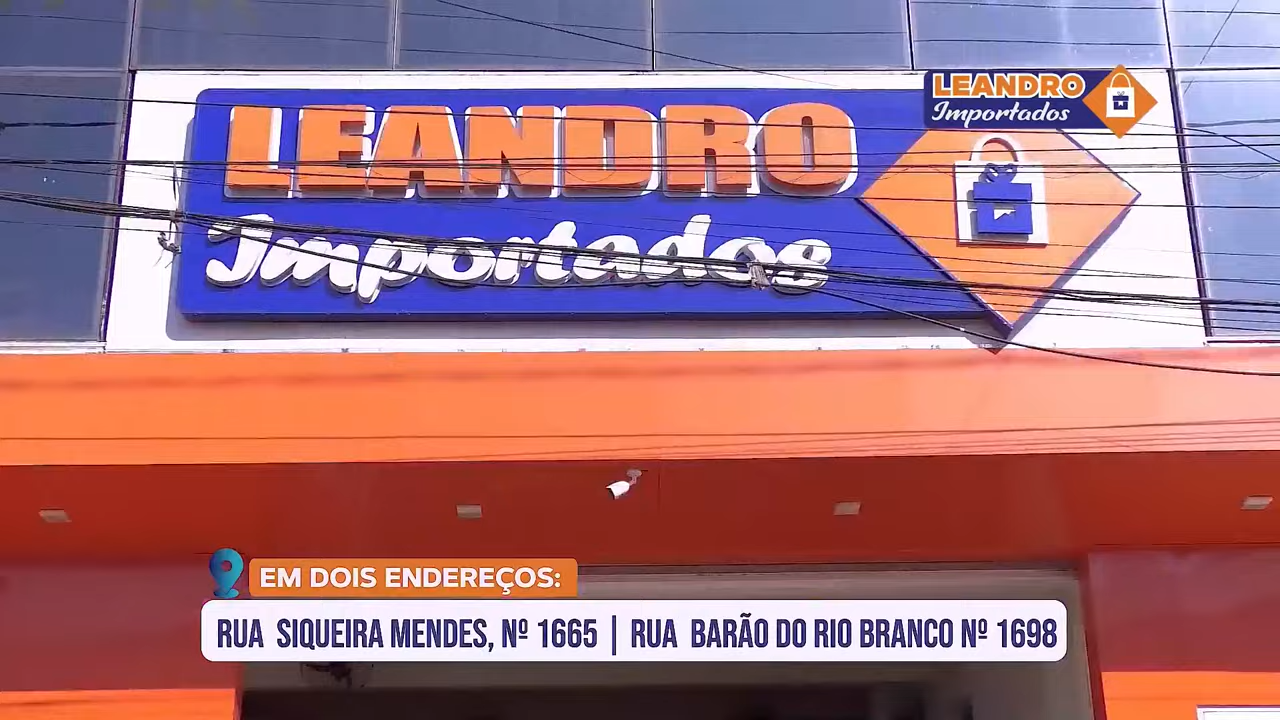 LEANDRO
Importados
LEANDRO
Importados
EM DOIS ENDEREÇOS:
RUA SIQUEIRA MENDES, Nº 1665 | RUA BARÃO DO RIO BRANCO Nº 1698